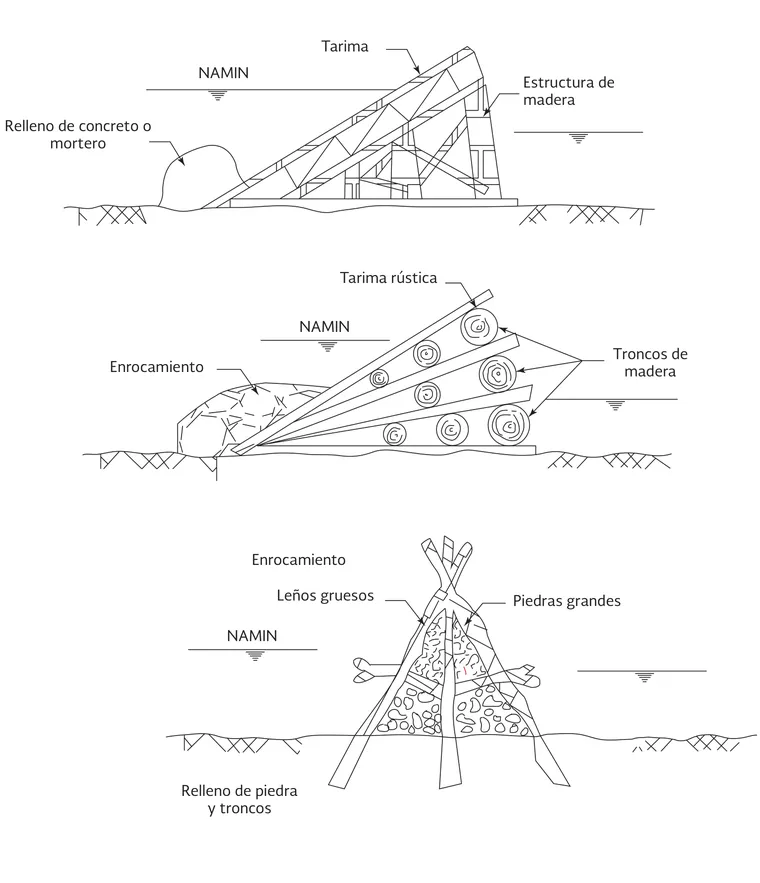 Tarima
NAMIN
Estructura de
madera
Relleno de concreto o
mortero
Tarima rústica
NAMIN
Troncos de
madera
Enrocamiento
Enrocamiento
Leños gruesos
Piedras grandes
NAMIN
Relleno de piedra
y troncos